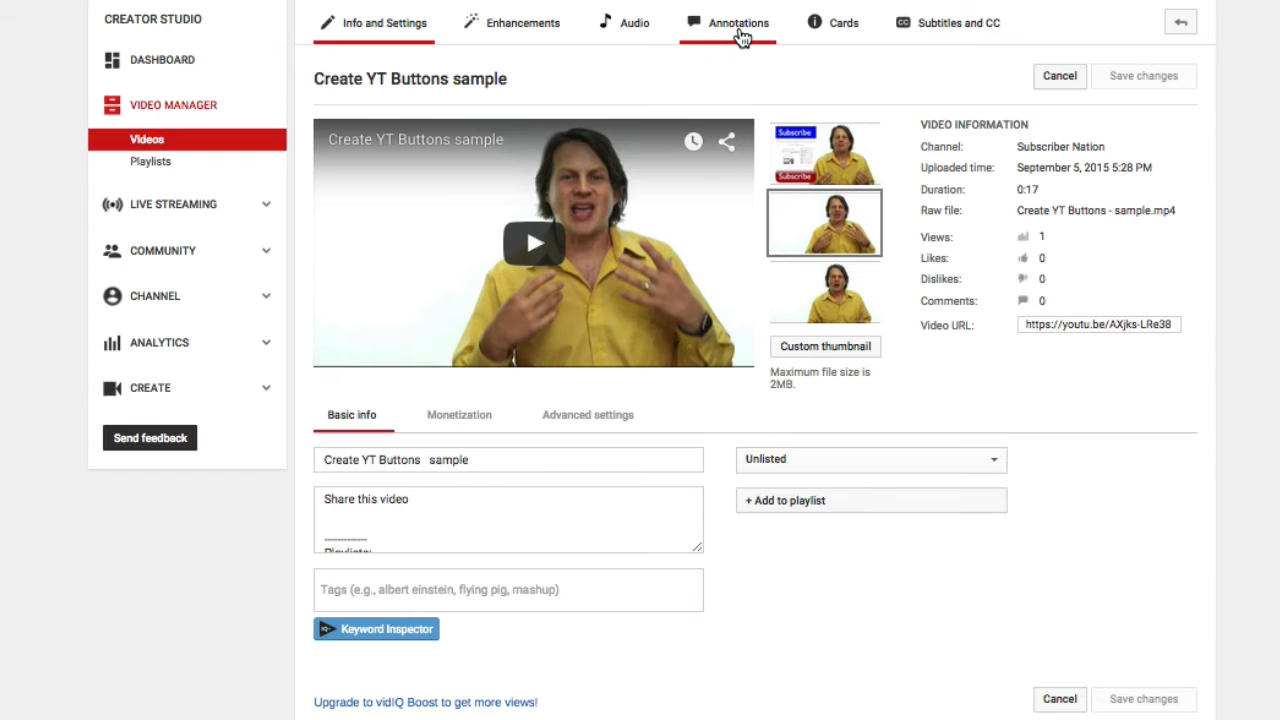 CREATOR STUDIO
DASHBOARD
VIDEO MANAGER
Videos
Playlists
LIVE STREAMING
COMMUNITY
CHANNEL
ANALYTICS
CREATE
Send feedback
Info and Settings
Enhancements
Audio
Annotations
Cards
CC Subtitles and CC
Create YT Buttons sample
Cancel
Save changes
Create YT Buttons sample
Subscribe
Subscribe
Custom thumbnail
Maximum file size is
2MB.
VIDEO INFORMATION
Channel: Subscriber Nation
Uploaded time: September 5, 2015 5:28 PM
Duration: 0:17
Raw file: Create YT Buttons - sample.mp4
Views: 1
Likes: 0
Dislikes: 0
Comments: 0
Video URL: https://youtu.be/AXjks-LRe38
Basic info
Monetization
Advanced settings
Create YT Buttons sample
Share this video
-----------------
Playlists:
Tags (e.g., albert einstein, flying pig, mashup)
Keyword Inspector
Unlisted
+ Add to playlist
Upgrade to vidIQ Boost to get more views!
Cancel
Save changes